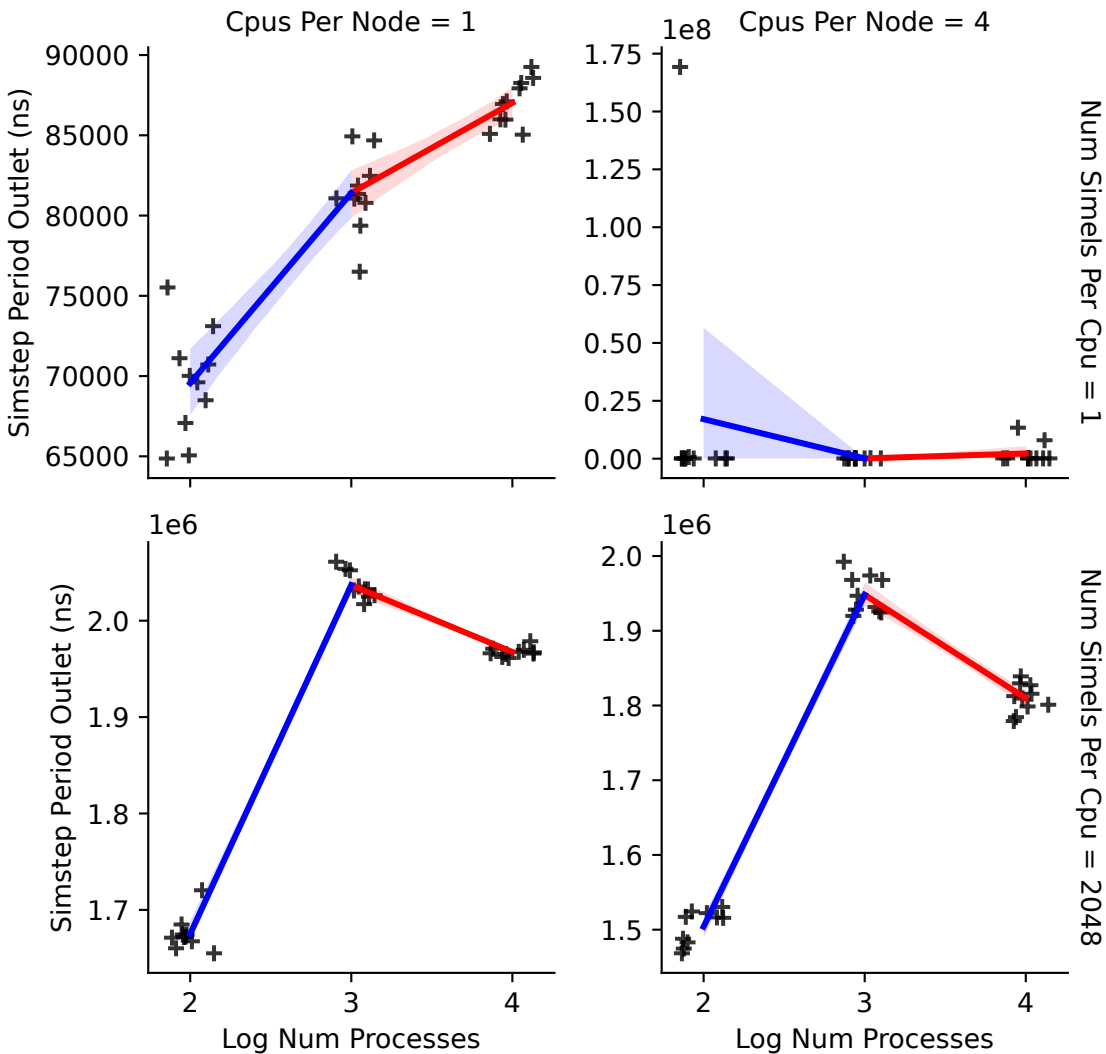 Cpus Per Node = 1
1e8
Cpus Per Node = 4
Simstep Period Outlet (ns)
90000
85000
80000
75000
70000
65000
1.75
1.50
1.25
1.00
0.75
0.50
0.25
0.00
Num Simels Per Cpu = 1
1e6
Simstep Period Outlet (ns)
2.0
1.9
1.8
1.7
2
3
4
Log Num Processes
1e6
2.0
1.9
1.8
1.7
1.6
1.5
2
3
4
Log Num Processes
Num Simels Per Cpu = 2048